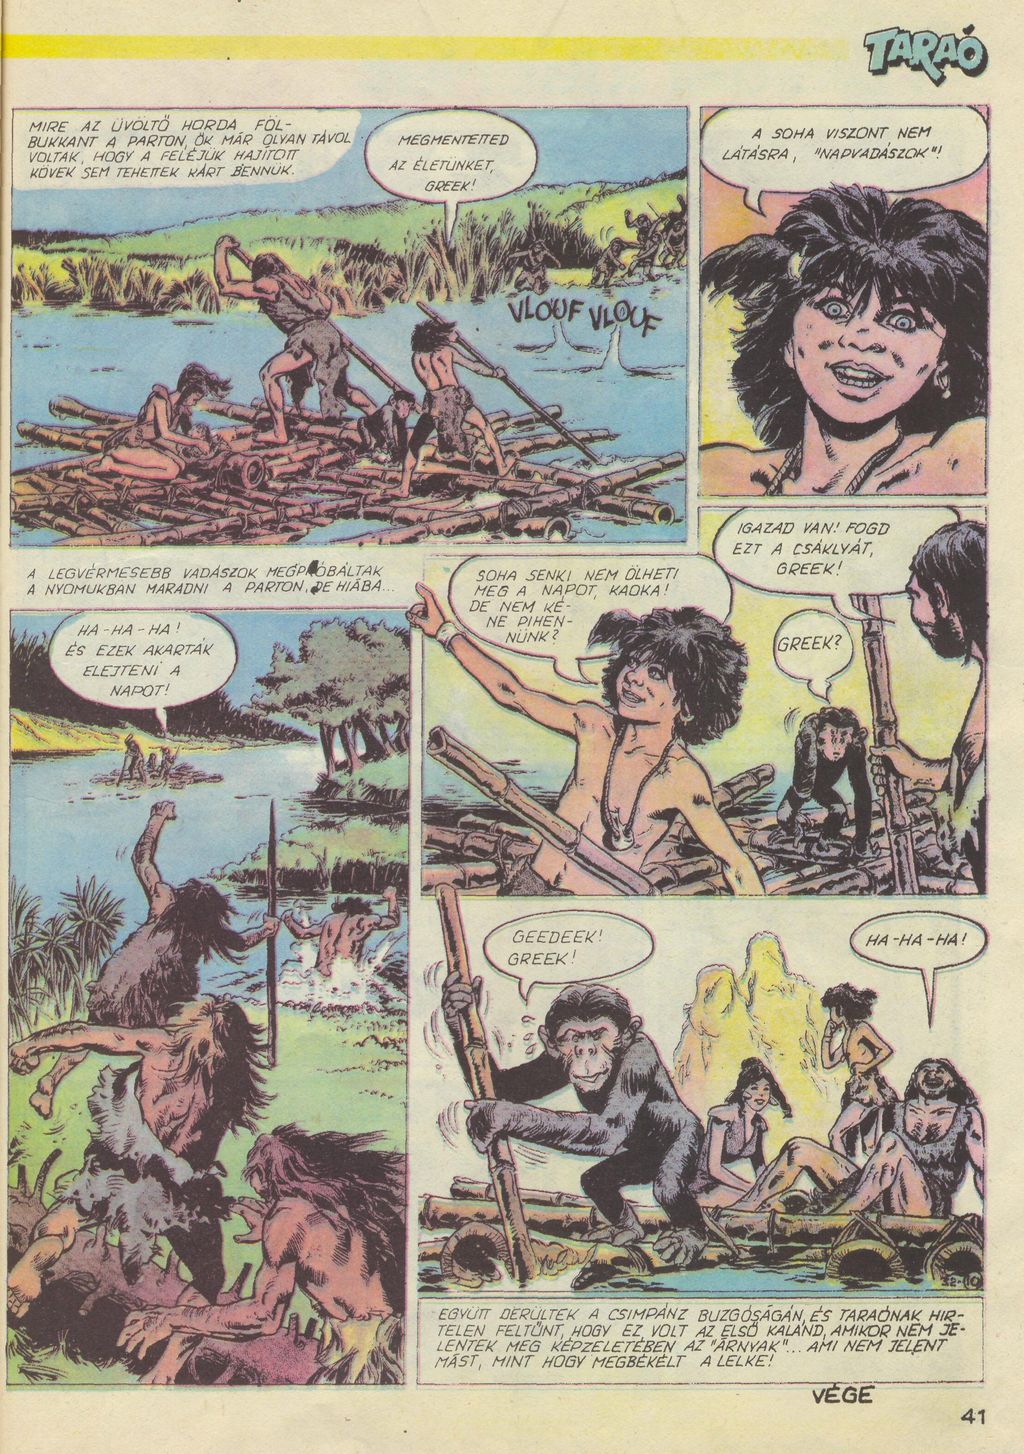 TARAÓ
MIRE AZ ÜVÖLTŐ HORDA FÖL-
BUKKANT A PARTON, ŐK MÁR OLYAN TÁVOL
VOLTAK, HOGY A FELÉJÜK HAJÍTOTT
KÖVEK SEM TEHETTEK KÁRT BENNÜK.
MEGMENTETTED
AZ ÉLETÜNKET,
GREEK!
VLOUF VLOUF
A SOHA VISZONT NEM
LÁTÁSRA, "NAPVADÁSZOK"!
A LEGVÉRMESEBB VADÁSZOK MEGPRÓBÁLTAK
A NYOMUKBAN MARADNI A PARTON, DE HIÁBA...
HA-HA-HA!
ÉS EZEK AKARTÁK
ELEJTENI A
NAPOT!
SOHA SENKI NEM ÖLHETI
MEG A NAPOT, KAOKA!
DE NEM KÉ-
NE PIHEN-
NÜNK?
IGAZAD VAN! FOGD
EZT A CSÁKLYÁT,
GREEK!
GREEK?
GEEDEEK!
GREEK!
HA-HA-HA!
32-10
EGYÜTT DERÜLTEK A CSIMPÁNZ BUZGÓSÁGÁN, ÉS TARAÓNAK HIR-
TELEN FELTŰNT, HOGY EZ VOLT AZ ELSŐ KALAND, AMIKOR NEM JE-
LENTEK MEG KÉPZELETÉBEN AZ "ÁRNYAK"... AMI NEM JELENT
MÁST, MINT HOGY MEGBÉKÉLT A LELKE!
VÉGE
41